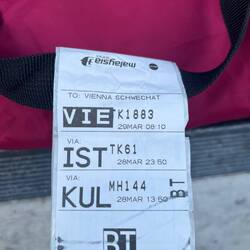 malaysia
TO: VIENNA SCHWECHAT
VIE TK1883
29MAR 08:10
VIA:
IST TK61
28MAR 23:50
VIA:
KUL MH144
28MAR 13:50
BT
BT